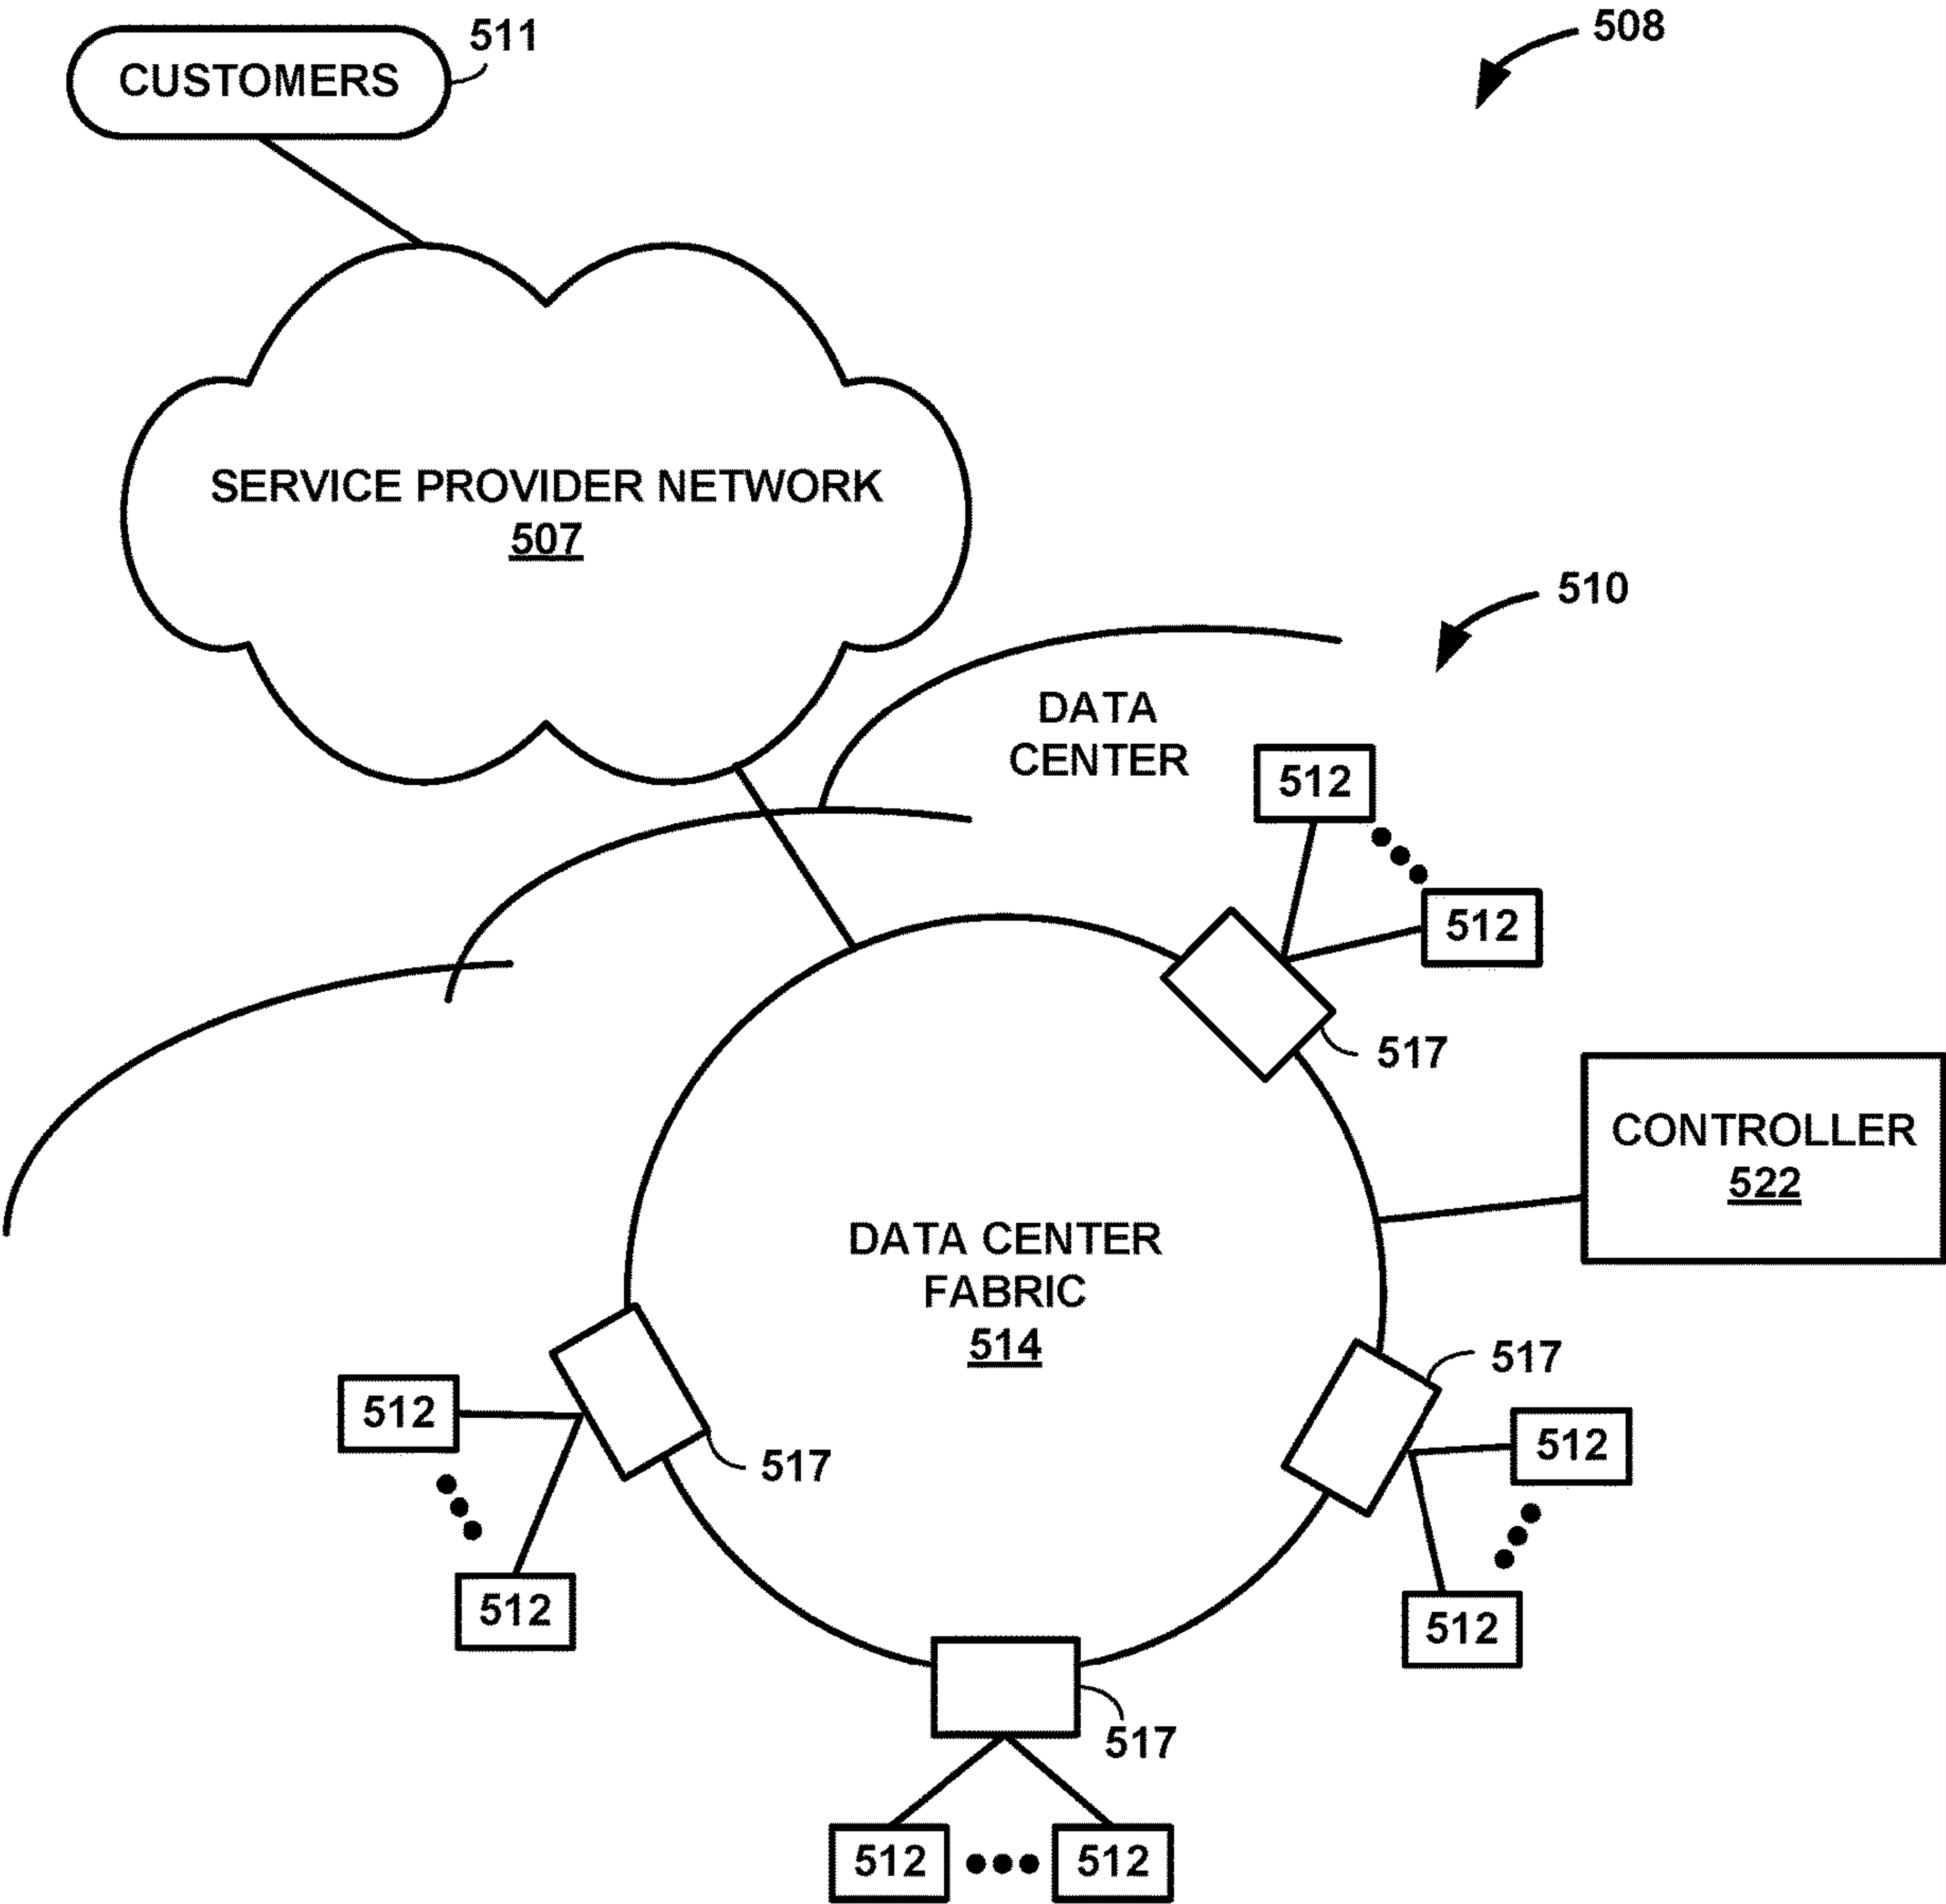 511
508
CUSTOMERS
SERVICE PROVIDER NETWORK
507
510
DATA
CENTER
512
512
517
CONTROLLER
522
DATA CENTER
FABRIC
514
517
512
517
512
512
512
517
512
512